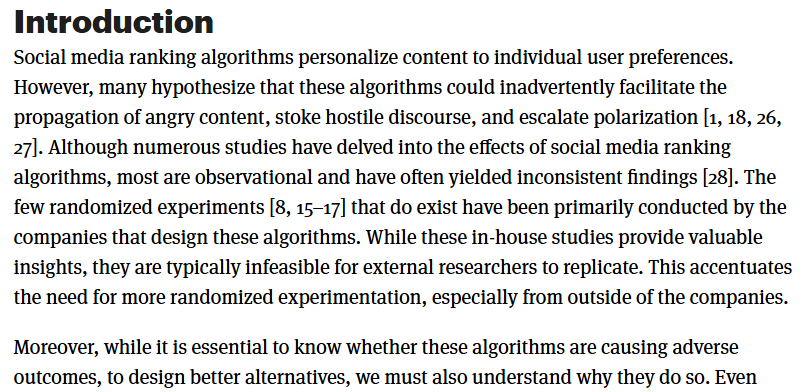 Introduction
Social media ranking algorithms personalize content to individual user preferences.
However, many hypothesize that these algorithms could inadvertently facilitate the
propagation of angry content, stoke hostile discourse, and escalate polarization [1, 18, 26,
27]. Although numerous studies have delved into the effects of social media ranking
algorithms, most are observational and have often yielded inconsistent findings [28]. The
few randomized experiments [8, 15–17] that do exist have been primarily conducted by the
companies that design these algorithms. While these in-house studies provide valuable
insights, they are typically infeasible for external researchers to replicate. This accentuates
the need for more randomized experimentation, especially from outside of the companies.
Moreover, while it is essential to know whether these algorithms are causing adverse
outcomes, to design better alternatives, we must also understand why they do so. Even